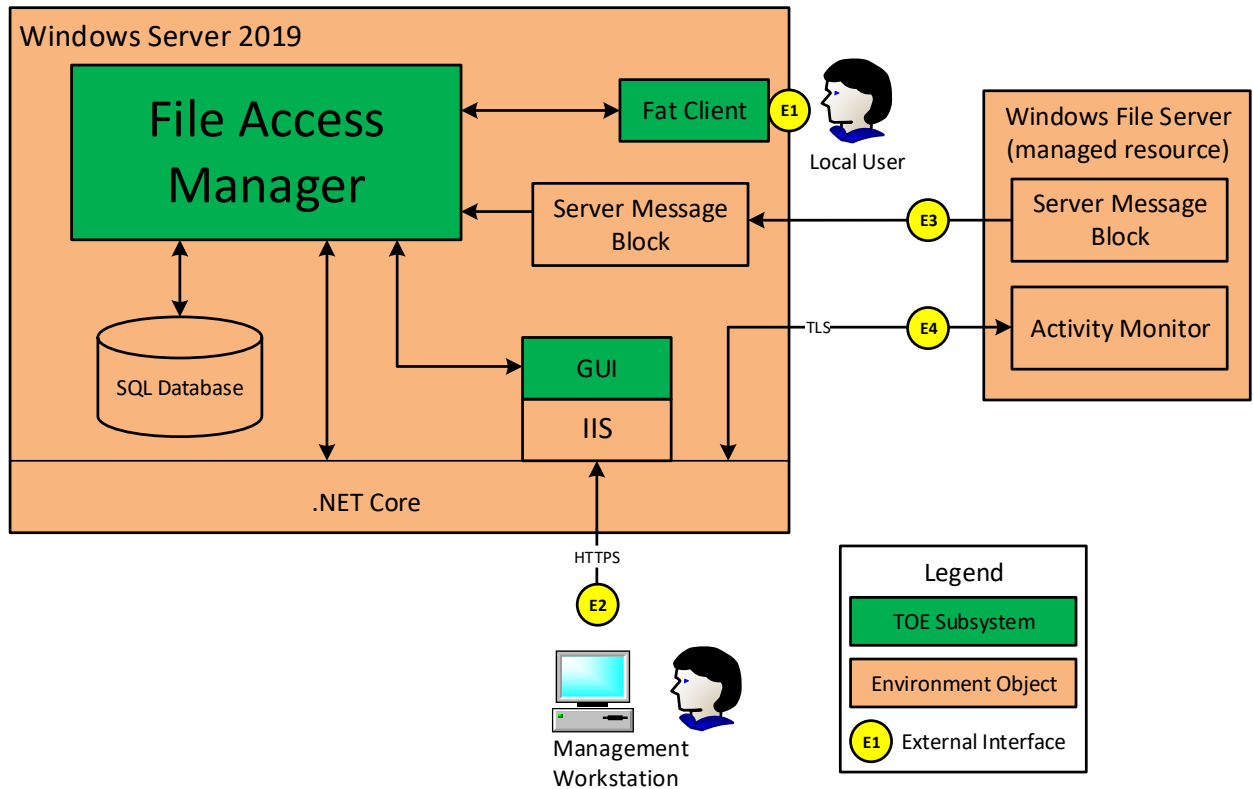 Windows Server 2019
File Access
Manager
Fat Client
E1
Local User
Server Message
Block
E3
Windows File Server
(managed resource)
Server Message
Block
TLS
E4
Activity Monitor
SQL Database
GUI
IIS
.NET Core
HTTPS
E2
Management
Workstation
Legend
TOE Subsystem
Environment Object
E1
External Interface